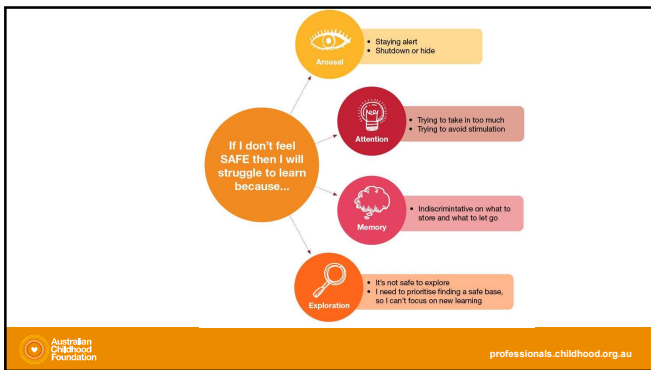 • Staying alert
• Shutdown or hide
Arousal
If I don't feel
SAFE then I will
struggle to learn
because...
• Trying to take in too much
• Trying to avoid stimulation
Attention
• Indiscrimintative on what to
store and what to let go
Memory
• It's not safe to explore
• I need to prioritise finding a safe base,
so I can't focus on new learning
Exploration
Australian
Childhood
Foundation
professionals.childhood.org.au